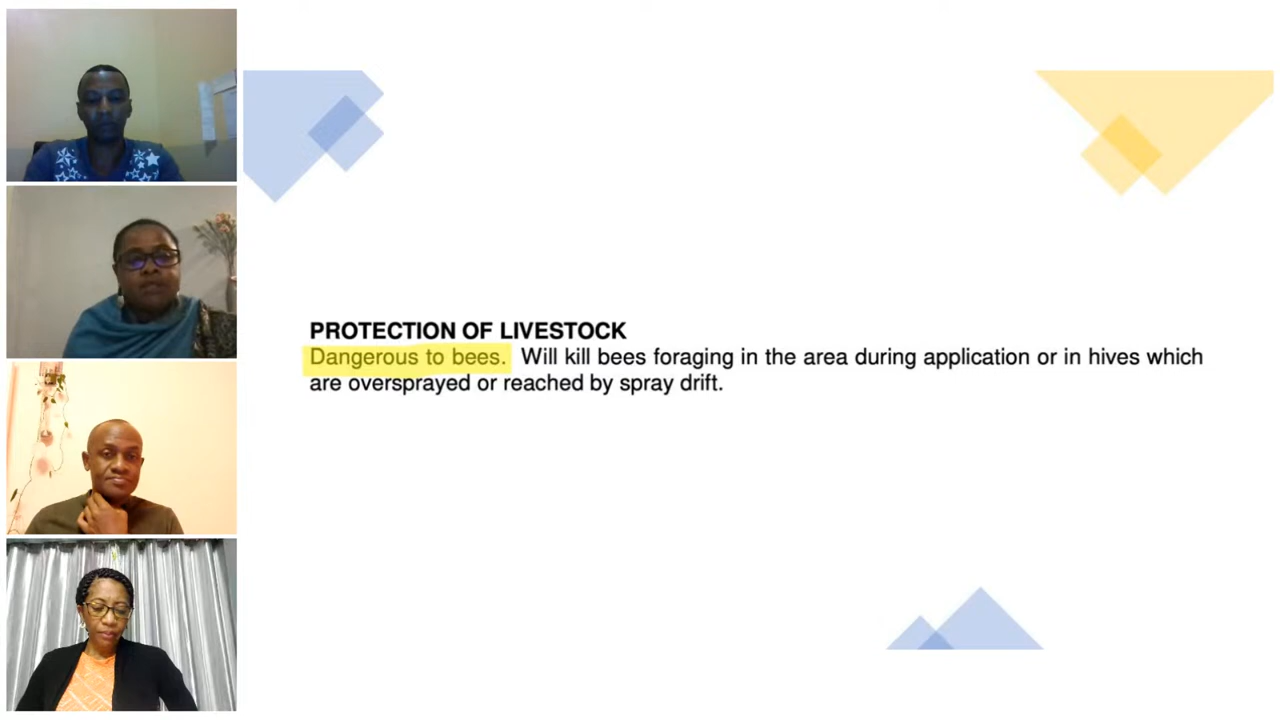 PROTECTION OF LIVESTOCK
Dangerous to bees. Will kill bees foraging in the area during application or in hives which
are oversprayed or reached by spray drift.